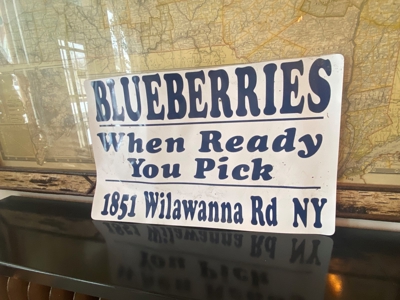 BLUEBERRIES
When Ready
You Pick
1851 Wilawanna Rd NY